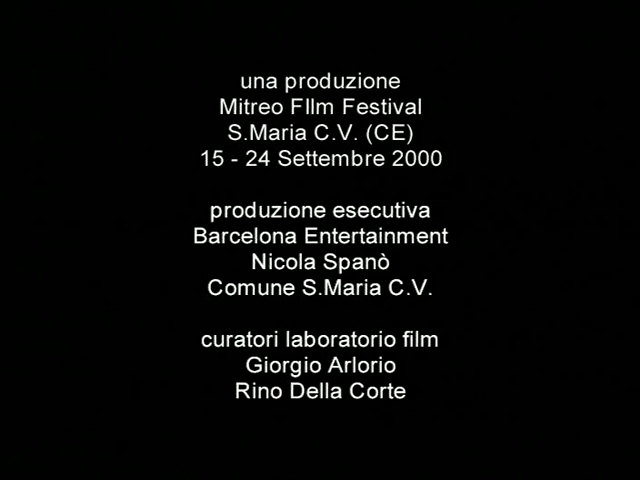 una produzione
Mitreo FIlm Festival
S.Maria C.V. (CE)
15 - 24 Settembre 2000
produzione esecutiva
Barcelona Entertainment
Nicola Spanò
Comune S.Maria C.V.
curatori laboratorio film
Giorgio Arlorio
Rino Della Corte